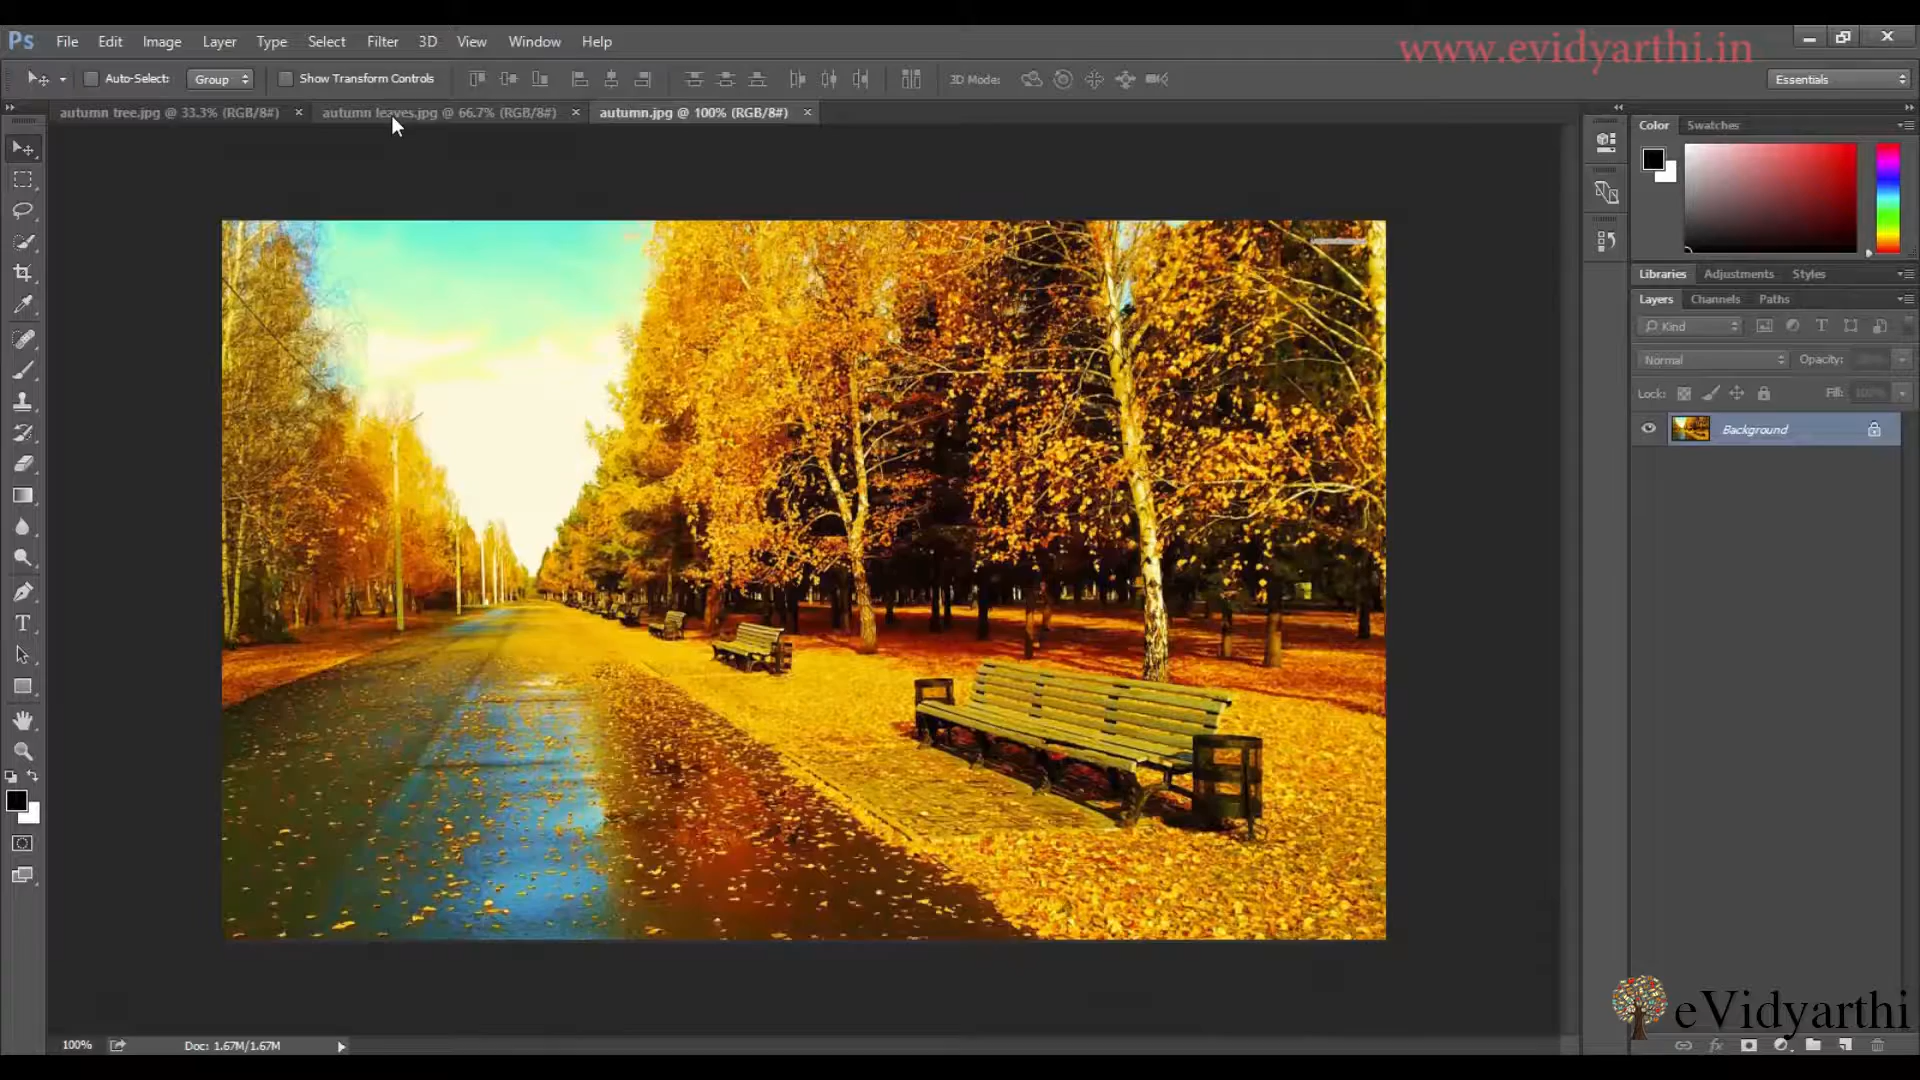 Ps File Edit Image Layer Type Select Filter 3D View Window Help
www.evidyarthi.in
Auto-Select: Group Show Transform Controls 3D Mode: Essentials
autumn tree.jpg @ 33.3% (RGB/8#) × autumn leaves.jpg @ 66.7% (RGB/8#) × autumn.jpg @ 100% (RGB/8#) ×
Color Swatches
Libraries Adjustments Styles
Layers Channels Paths
Kind
Normal Opacity:
Lock: Fill: 100%
Background
eVidyarthi
100% Doc: 1.67M/1.67M